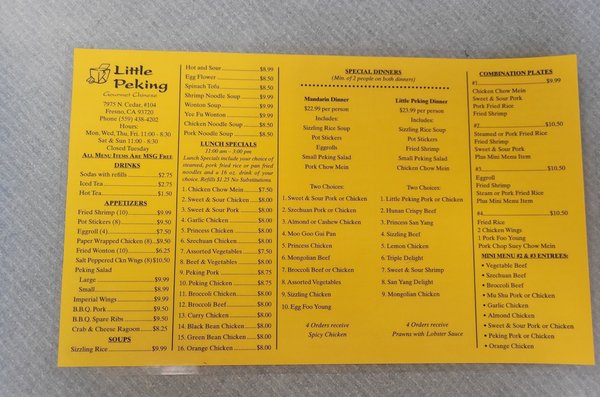 Little
Peking
Gourmet Chinese
7975 N. Cedar, #104
Fresno, CA 93720
Phone (559) 438-4202
Hours:
Mon, Wed, Thu, Fri. 11:00 - 8:30
Sat & Sun 11:00 - 8:30
Closed Tuesday
ALL MENU ITEMS ARE MSG FREE
DRINKS
Sodas with refills $2.75
Iced Tea $2.75
Hot Tea $1.50
APPETIZERS
Fried Shrimp (10) $9.99
Pot Stickers (8) $9.50
Eggroll (4) $7.50
Paper Wrapped Chicken (8) $9.50
Fried Wonton (10) $6.25
Salt Peppered Ckn Wngs (8) $10.50
Peking Salad
Large $9.99
Small $8.99
Imperial Wings $9.99
B.B.Q. Pork $9.50
B.B.Q. Spare Ribs $9.50
Crab & Cheese Ragoon $8.25
SOUPS
Sizzling Rice $9.99
Hot and Sour $8.99
Egg Flower $8.50
Spinach Tofu $8.50
Shrimp Noodle Soup $9.99
Wonton Soup $9.99
Yee Fu Wonton $9.99
Chicken Noodle Soup $8.50
Pork Noodle Soup $8.50
LUNCH SPECIALS
11:00 am – 3:00 pm
Lunch Specials include your choice of
steamed, pork fried rice or pan fried
noodles and a 16 oz. drink of your
choice. Refills $1.25 No Substitutions.
1. Chicken Chow Mein $7.50
2. Sweet & Sour Chicken $8.00
3. Sweet & Sour Pork $8.00
4. Garlic Chicken $8.00
5. Princess Chicken $8.00
6. Szechuan Chicken $8.00
7. Assorted Vegetables $7.50
8. Beef & Vegetables $8.00
9. Peking Pork $8.75
10. Peking Chicken $8.75
11. Broccoli Chicken $8.00
12. Broccoli Beef $8.00
13. Curry Chicken $8.00
14. Black Bean Chicken $8.00
15. Green Bean Chicken $8.00
16. Orange Chicken $8.00
SPECIAL DINNERS
(Min. of 2 people on both dinners)
Mandarin Dinner
$22.99 per person
Includes:
Sizzling Rice Soup
Pot Stickers
Eggrolls
Small Peking Salad
Pork Chow Mein
Two Choices:
1. Sweet & Sour Pork or Chicken
2. Szechuan Pork or Chicken
3. Almond or Cashew Chicken
4. Moo Goo Gai Pan
5. Princess Chicken
6. Mongolian Beef
7. Broccoli Beef or Chicken
8. Assorted Vegetables
9. Sizzling Chicken
10. Egg Foo Young
4 Orders receive
Spicy Chicken
Little Peking Dinner
$25.99 per person
Includes:
Sizzling Rice Soup
Pot Stickers
Fried Shrimp
Small Peking Salad
Chicken Chow Mein
Two Choices:
1. Little Peking Pork or Chicken
2. Hunan Crispy Beef
3. Princess San Yang
4. Sizzling Beef
5. Lemon Chicken
6. Triple Delight
7. Sweet & Sour Shrimp
8. San Yang Delight
9. Mongolian Chicken
4 Orders receive
Prawns with Lobster Sauce
COMBINATION PLATES
#1 $9.99
Chicken Chow Mein
Sweet & Sour Pork
Pork Fried Rice
Fried Shrimp
#2 $10.50
Steamed or Pork Fried Rice
Fried Shrimp
Sweet & Sour Pork
Plus Mini Menu Item
#3 $10.50
Eggroll
Fried Shrimp
Steam or Pork Fried Rice
Plus Mini Menu Item
#4 $10.50
Fried Rice
2 Chicken Wings
1 Pork Foo Young
Pork Chop Suey Chow Mein
MINI MENU #2 & #3 ENTREES:
• Vegetable Beef
• Szechuan Beef
• Broccoli Beef
• Mu Shu Pork or Chicken
• Garlic Chicken
• Almond Chicken
• Sweet & Sour Pork or Chicken
• Peking Pork or Chicken
• Orange Chicken